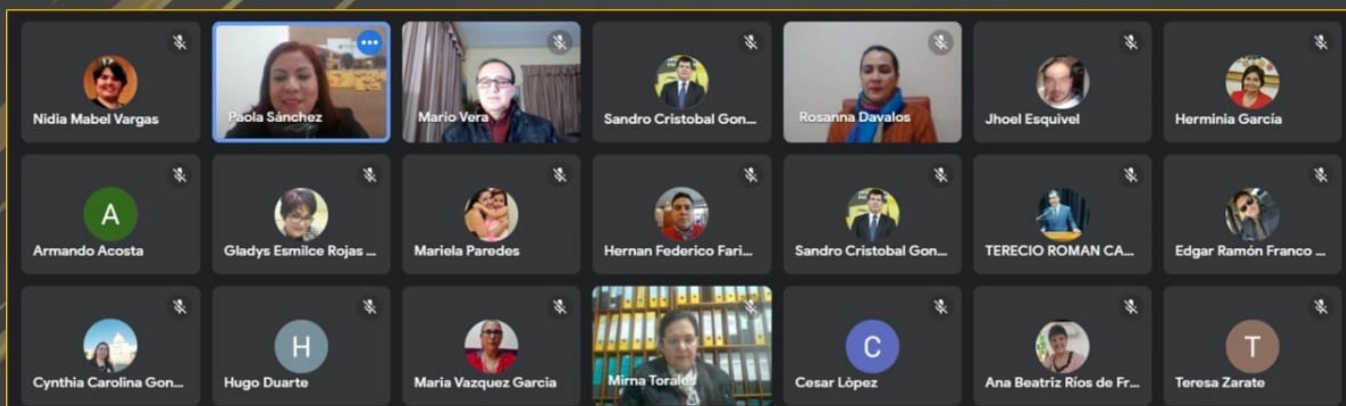 Nidia Mabel Vargas
Paola Sánchez
Mario Vera
Sandro Cristobal Gon...
Rosanna Davalos
Jhoel Esquivel
Herminia García
A
Armando Acosta
Gladys Esmilce Rojas ...
Mariela Paredes
Hernan Federico Fari...
Sandro Cristobal Gon...
TERECIO ROMAN CA...
Edgar Ramón Franco ...
Cynthia Carolina Gon...
H
Hugo Duarte
Maria Vazquez Garcia
Mirna Torales
C
Cesar Lòpez
Ana Beatriz Ríos de Fr...
T
Teresa Zarate